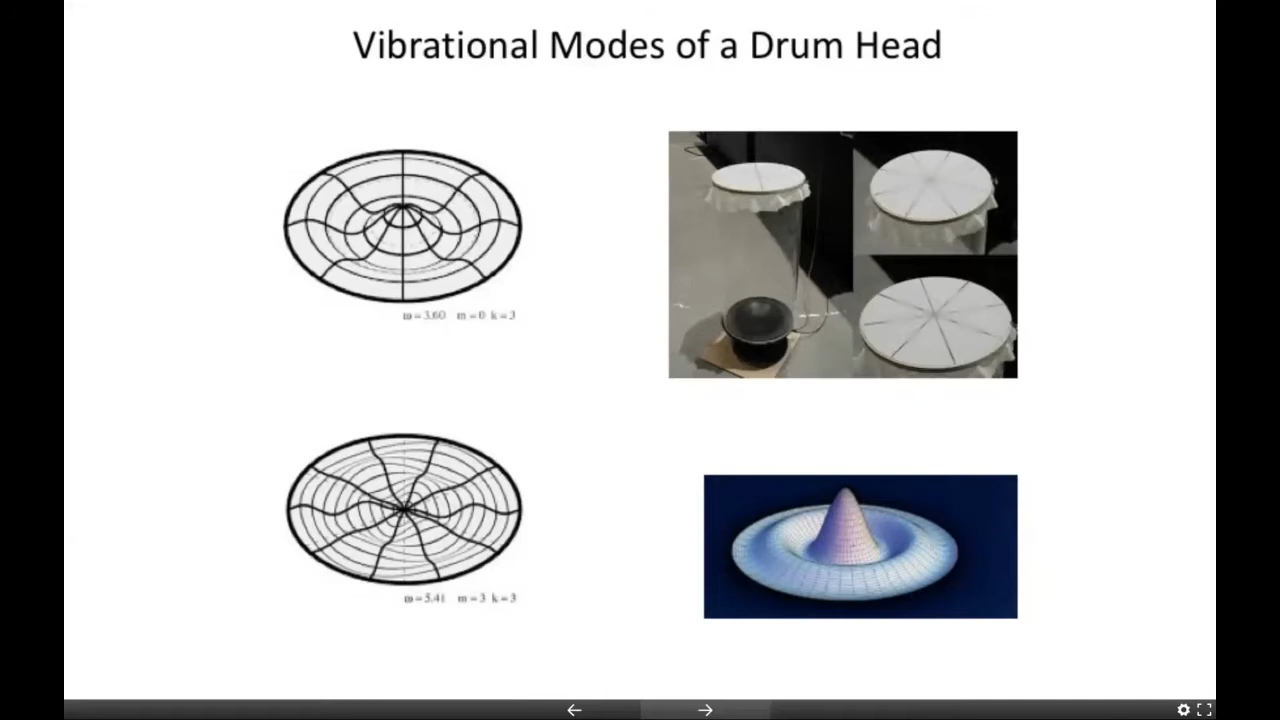 Vibrational Modes of a Drum Head
ω=3.60 m=0 k=3
ω=5.41 m=3 k=3